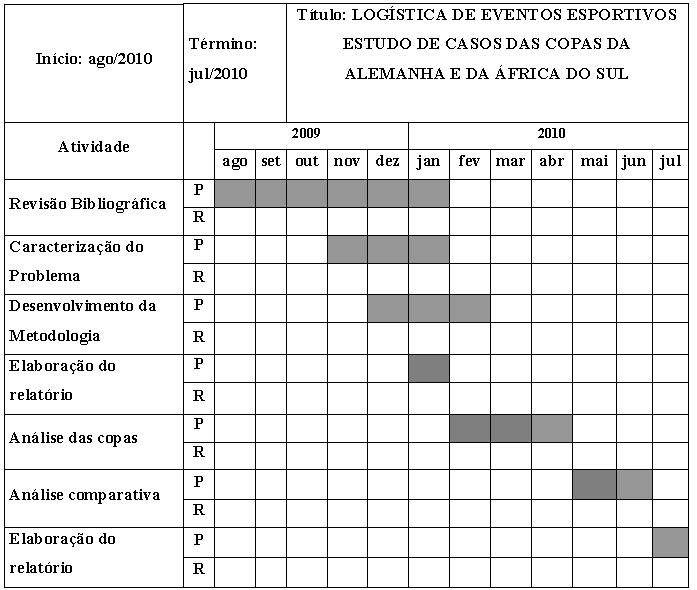 Início: ago/2010
Término:
jul/2010
Título: LOGÍSTICA DE EVENTOS ESPORTIVOS
ESTUDO DE CASOS DAS COPAS DA
ALEMANHA E DA ÁFRICA DO SUL
Atividade
2009
2010
ago set out nov dez jan fev mar abr mai jun jul
Revisão Bibliográfica
P
R
Caracterização do
Problema
P
R
Desenvolvimento da
Metodologia
P
R
Elaboração do
relatório
P
R
Análise das copas
P
R
Análise comparativa
P
R
Elaboração do
relatório
P
R